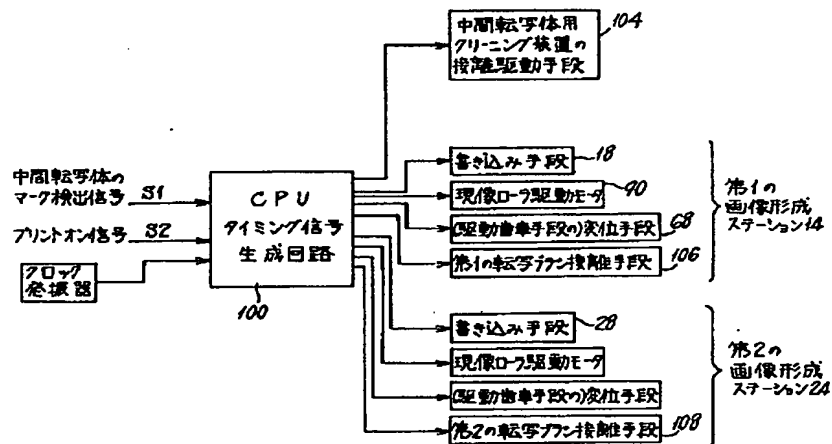 中間転写体用
クリーニング装置の
接離駆動手段
104
中間転写体の
マーク検出信号 S1
プリントオン信号 S2
クロック
発振器
CPU
タイミング信号
生成回路
100
書き込み手段
18
現像ローラ駆動モータ
90
(駆動歯車手段の)変位手段
68
第1の転写ブラシ接離手段
106
第1の
画像形成
ステーション14
書き込み手段
28
現像ローラ駆動モータ
(駆動歯車手段の)変位手段
第2の転写ブラシ接離手段
108
第2の
画像形成
ステーション24